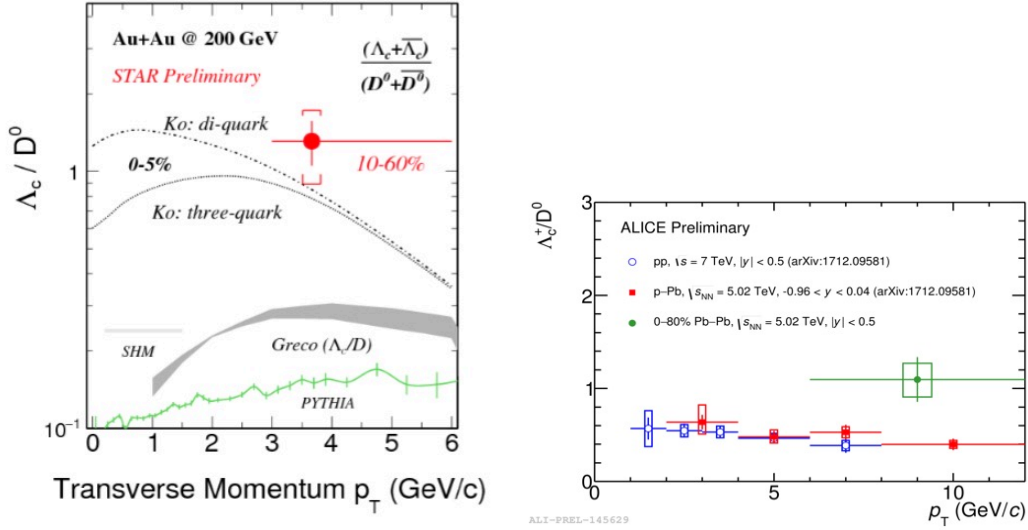 Au+Au @ 200 GeV
STAR Preliminary
(Λc+Λ̅c̅)
(D⁰+D̅⁰)
Ko: di-quark
0-5%
10-60%
Ko: three-quark
SHM
Greco (Λc/D)
PYTHIA
Λc / D⁰
1
10⁻¹
0 1 2 3 4 5 6
Transverse Momentum pT (GeV/c)
Λc⁺/D⁰
3
2
1
0
ALICE Preliminary
pp, √s = 7 TeV, |y| < 0.5 (arXiv:1712.09581)
p–Pb, √sNN = 5.02 TeV, -0.96 < y < 0.04 (arXiv:1712.09581)
0–80% Pb–Pb, √sNN = 5.02 TeV, |y| < 0.5
0 5 10
pT (GeV/c)
ALI-PREL-145629